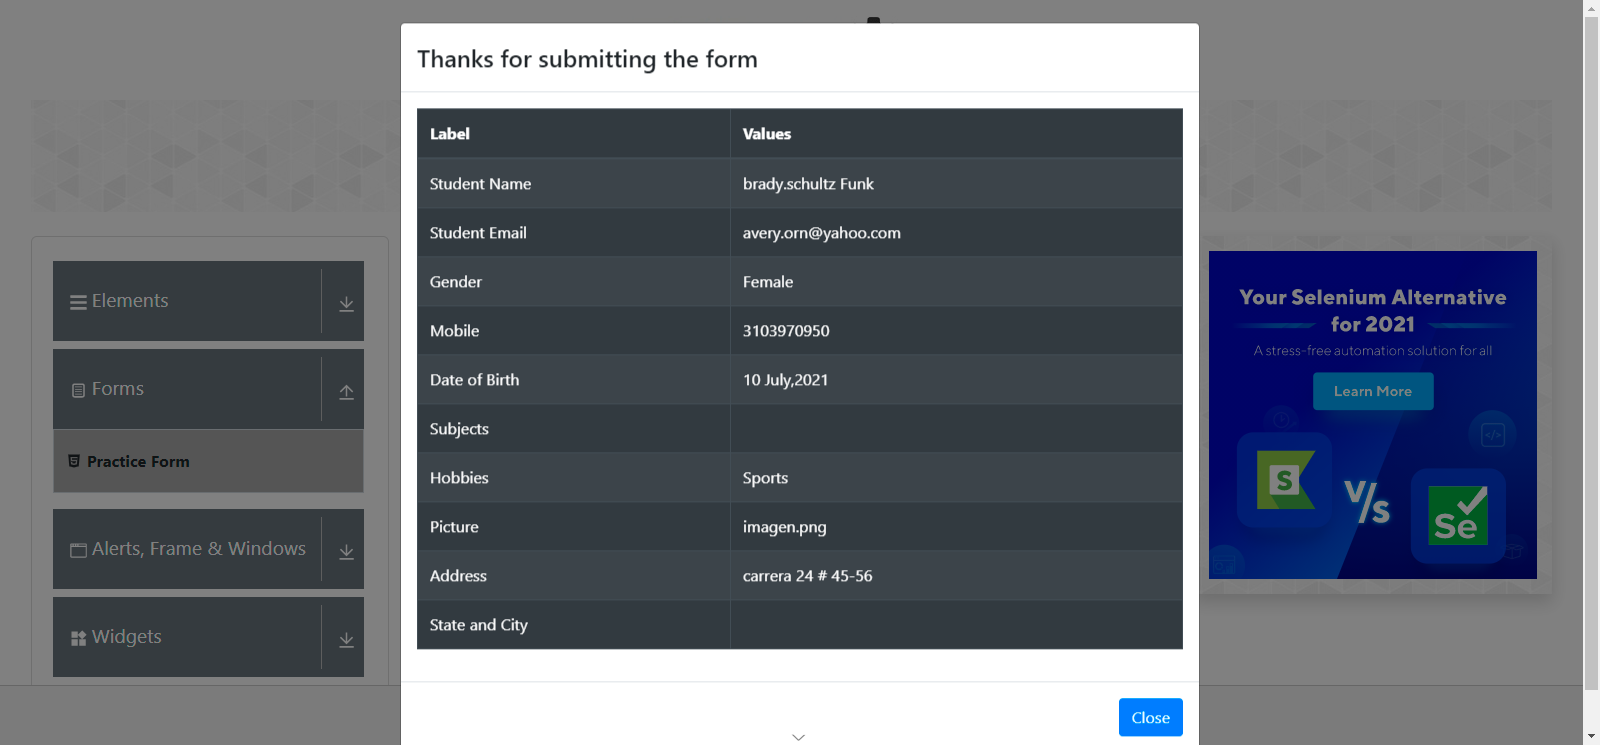 Thanks for submitting the form
Label Values
Student Name brady.schultz Funk
Student Email avery.orn@yahoo.com
Gender Female
Mobile 3103970950
Date of Birth 10 July,2021
Subjects
Hobbies Sports
Picture imagen.png
Address carrera 24 # 45-56
State and City
Close
Elements
Forms
Practice Form
Alerts, Frame & Windows
Widgets
Your Selenium Alternative
for 2021
A stress-free automation solution for all
Learn More
S
V/s
Se